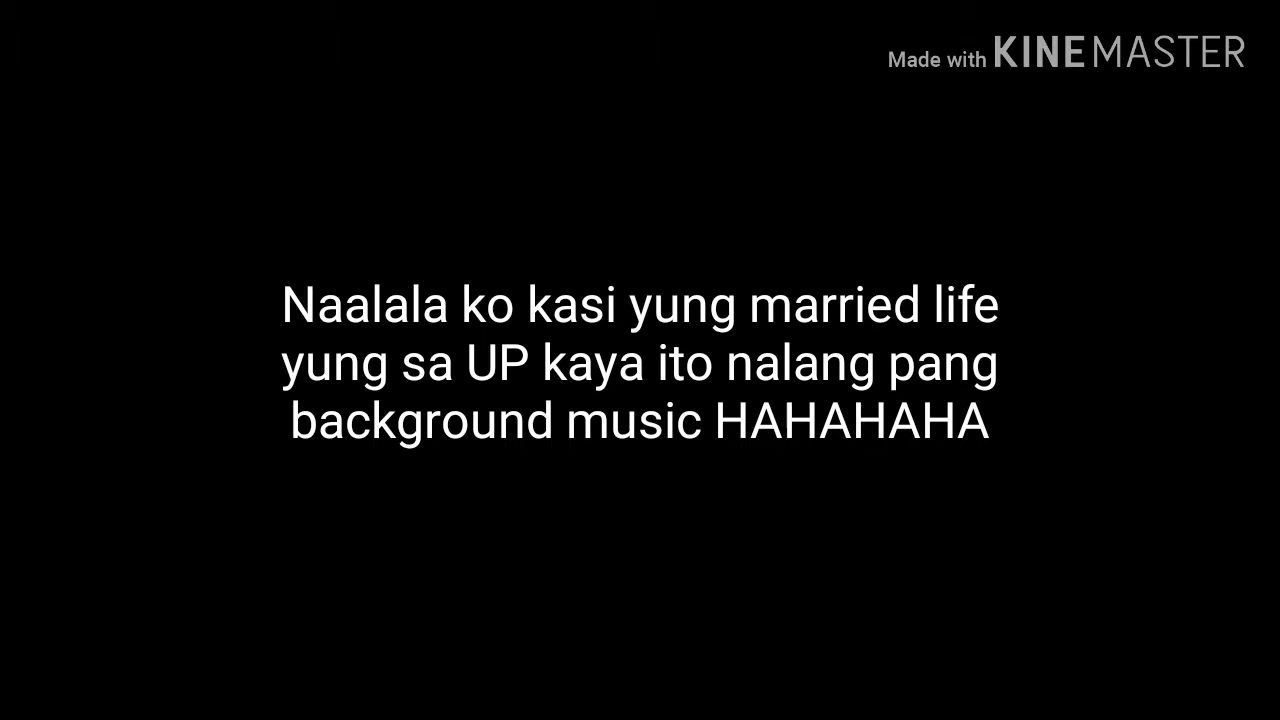 Made with KINEMASTER
Naalala ko kasi yung married life
yung sa UP kaya ito nalang pang
background music HAHAHAHA